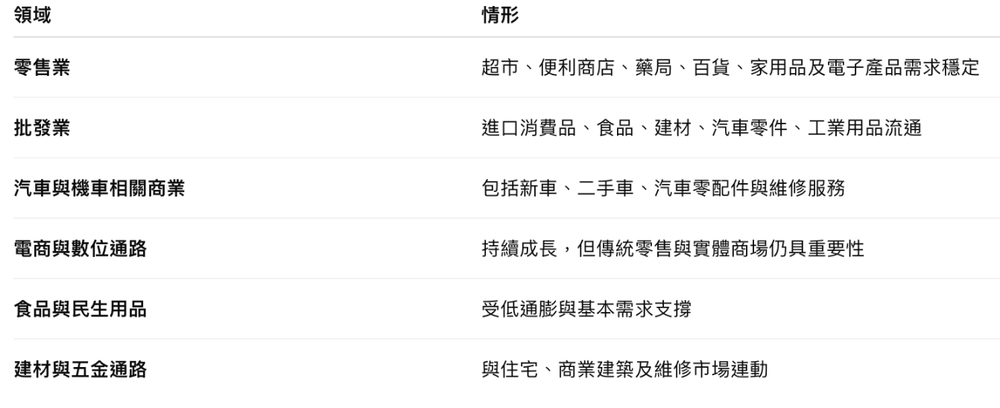 領域 情形
零售業 超市、便利商店、藥局、百貨、家用品及電子產品需求穩定
批發業 進口消費品、食品、建材、汽車零件、工業用品流通
汽車與機車相關商業 包括新車、二手車、汽車零配件與維修服務
電商與數位通路 持續成長，但傳統零售與實體商場仍具重要性
食品與民生用品 受低通膨與基本需求支撐
建材與五金通路 與住宅、商業建築及維修市場連動